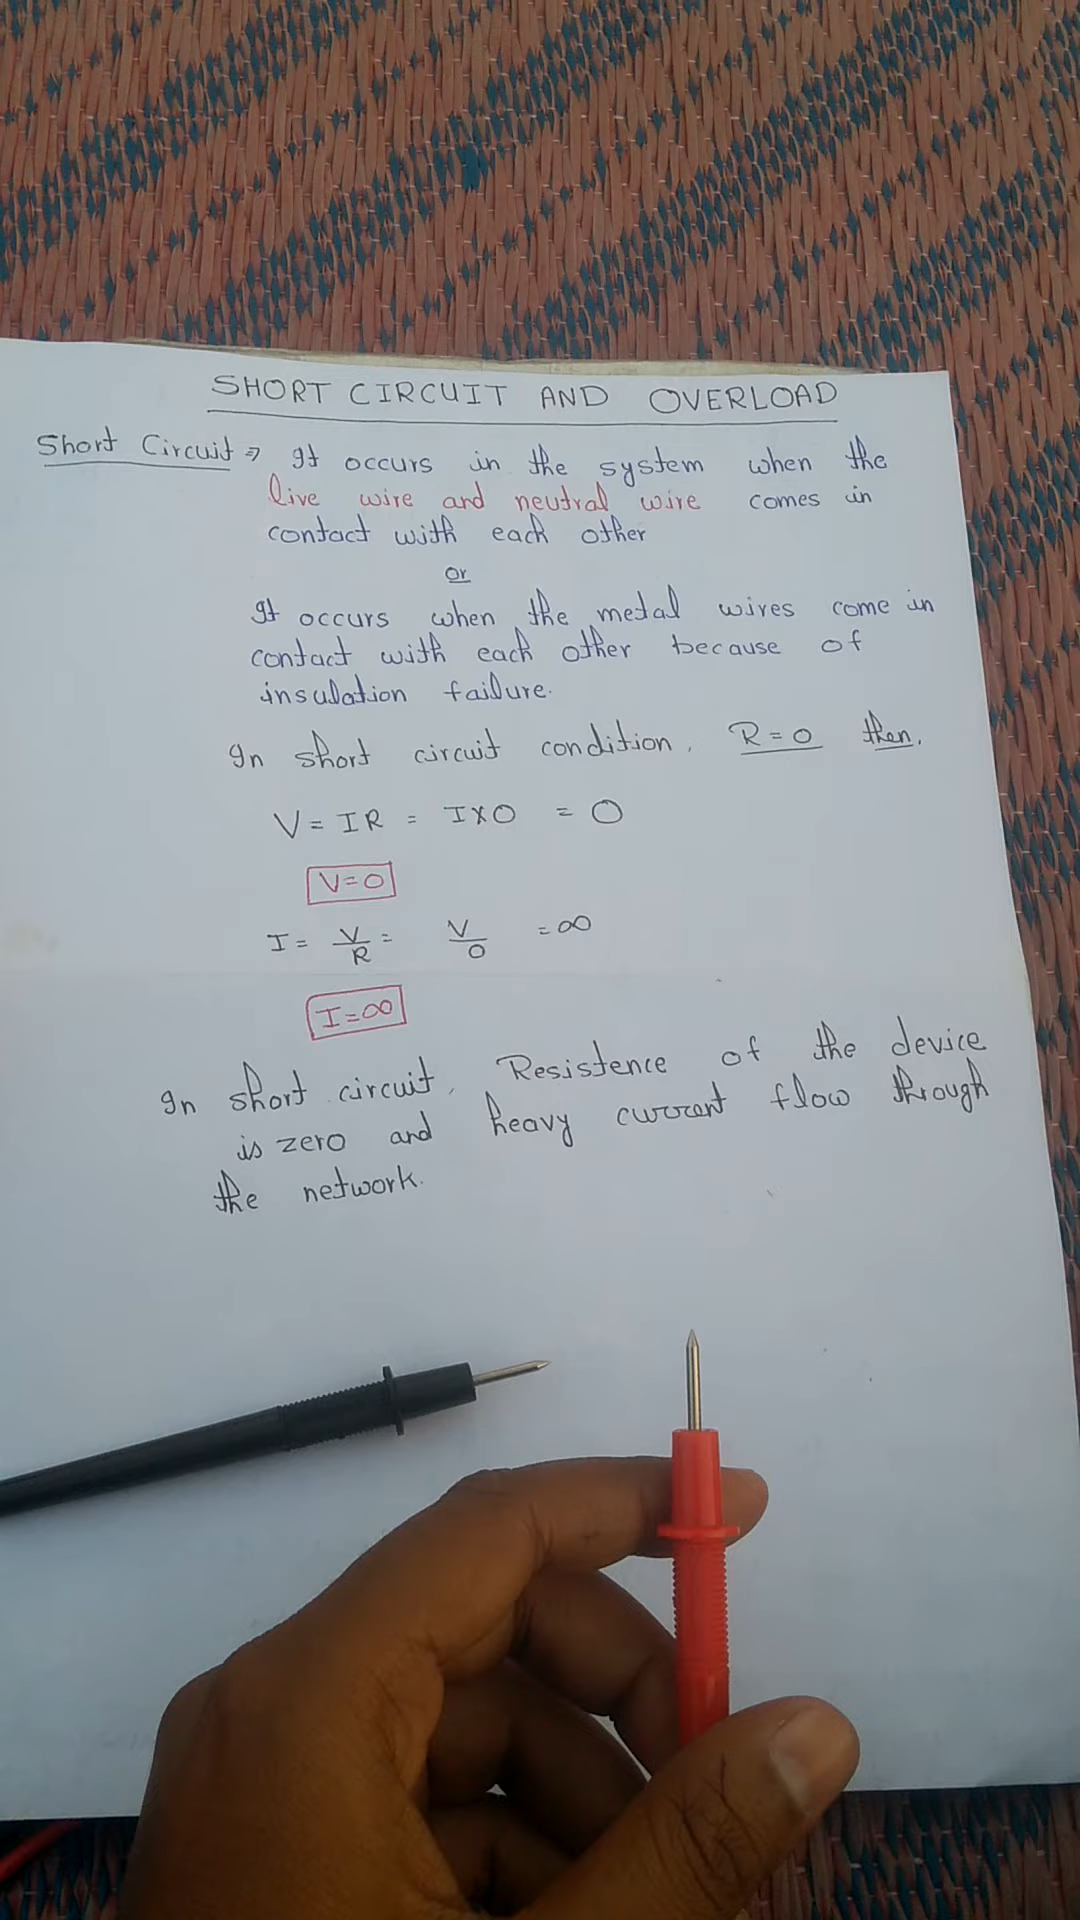 SHORT CIRCUIT AND OVERLOAD
Short Circuit ⇒ It occurs in the system when the
live wire and neutral wire comes in
contact with each other
or
It occurs when the metal wires come in
contact with each other because of
insulation failure.
In short circuit condition, R=0 then,
V = IR = I×0 = 0
V=0
I = V/R = V/0 = ∞
I=∞
In short circuit, Resistence of the device
is zero and heavy current flow through
the network.